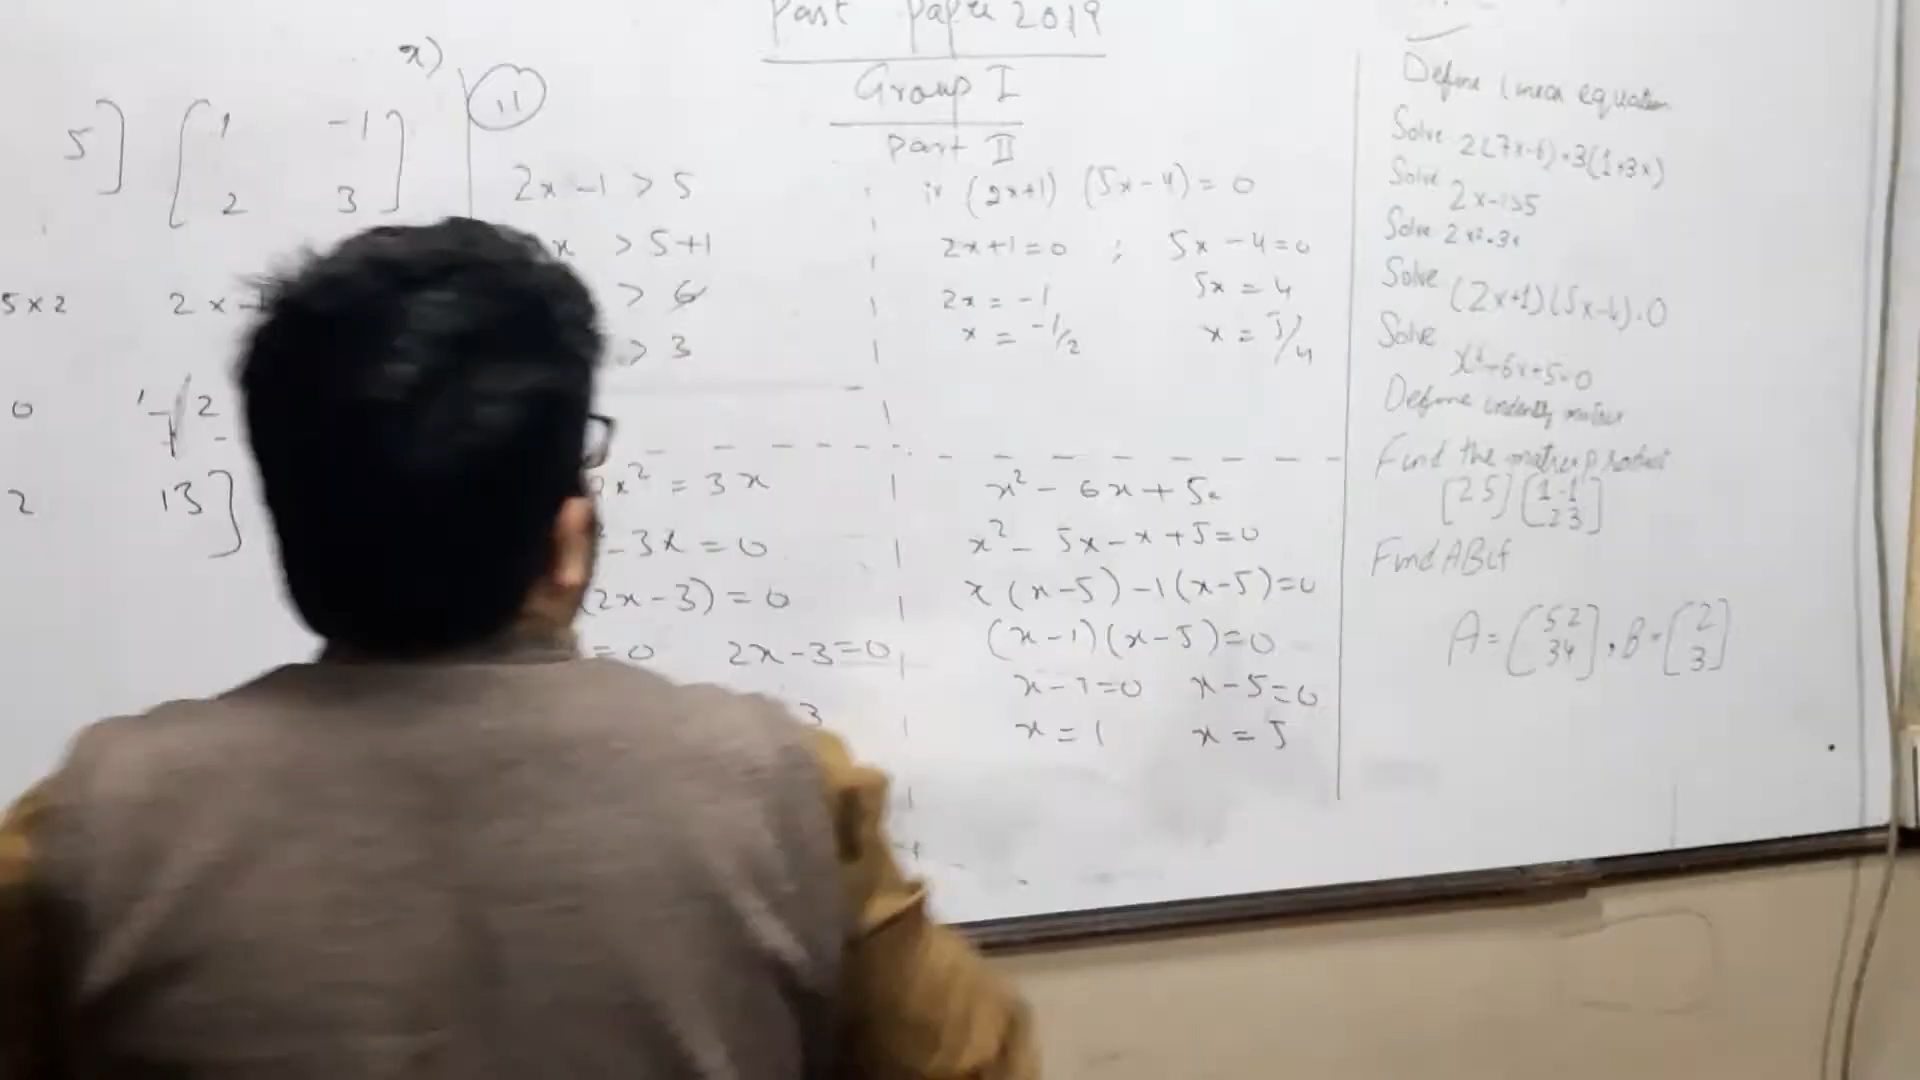 Past Paper 2019
Group I
Part II
x)
5] [1 -1
2 3]
5x2 2x-1
0
2 13]
11
2x-1 > 5
x > 5+1
> 6
> 3
(2x+1) (5x-4) = 0
2x+1=0 ; 5x-4=0
2x = -1 5x = 4
x = -1/2 x = 5/4
x² = 3x
-3x = 0
(2x-3) = 0
=0 2x-3=0
3
x² - 6x + 5
x² - 5x - x + 5 = 0
x(x-5) -1(x-5)=0
(x-1)(x-5)=0
x-1=0 x-5=0
x = 1 x = 5
Define linear equation
Solve 2(7x-6)=3(1+3x)
Solve 2x-1>5
Solve 2x²=3x
Solve (2x+1)(5x-4)=0
Solve x²-6x+5=0
Define matrix
Find the matrix product
[2 5] [1 -1
2 3]
Find AB if
A = [5 2
3 4], B = [2
3]